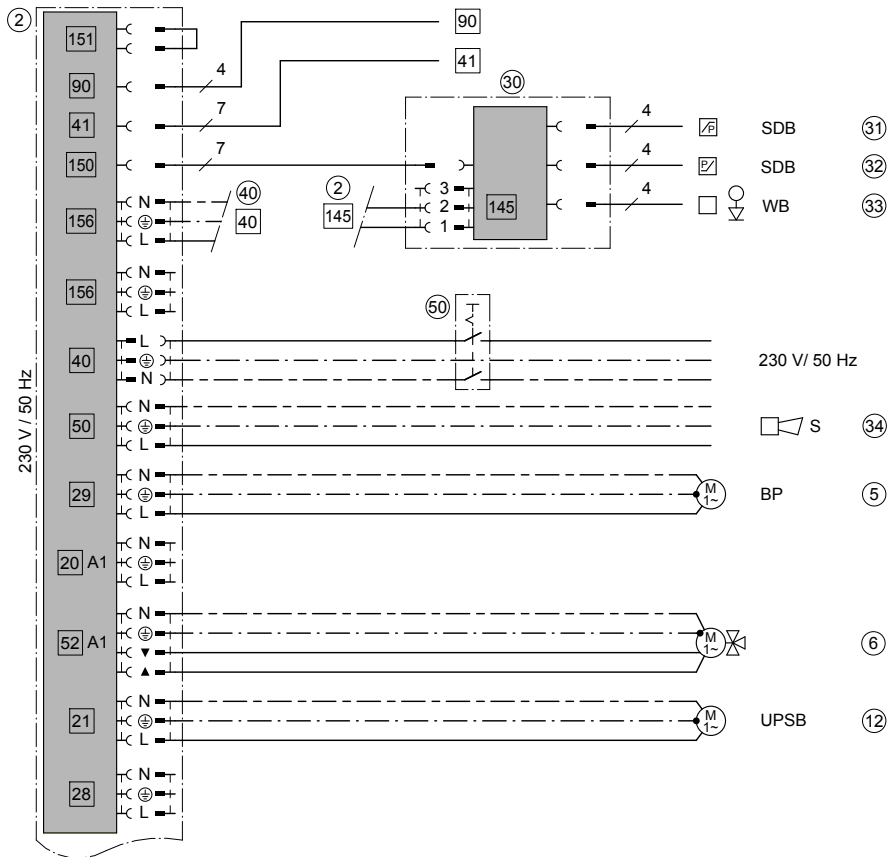 2
151
90
90
4
41
41
7
30
150
7
4
P
SDB
31
4
P
SDB
32
4
WB
33
2
145
3
2
1
145
156
N
L
40
40
156
N
L
50
40
L
N
230 V/ 50 Hz
230 V / 50 Hz
50
N
L
S
34
29
N
L
M
1~
BP
5
20 A1
N
L
52 A1
N
▼
▲
M
1~
6
21
N
L
M
1~
UPSB
12
28
N
L